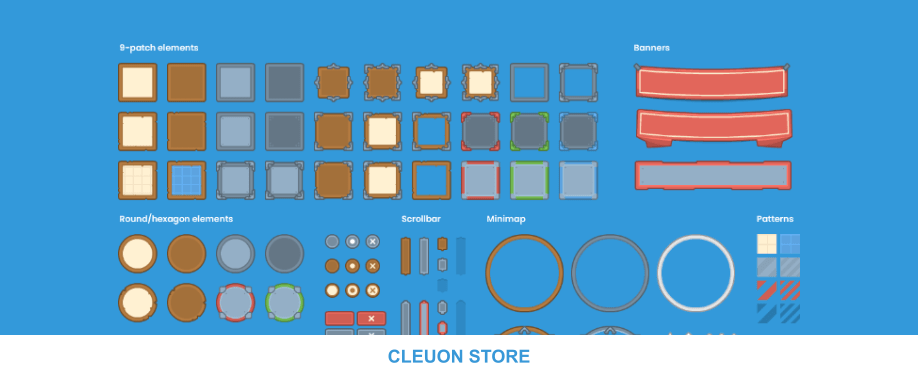 9-patch elements
Banners
Round/hexagon elements
Scrollbar
Minimap
Patterns
CLEUON STORE